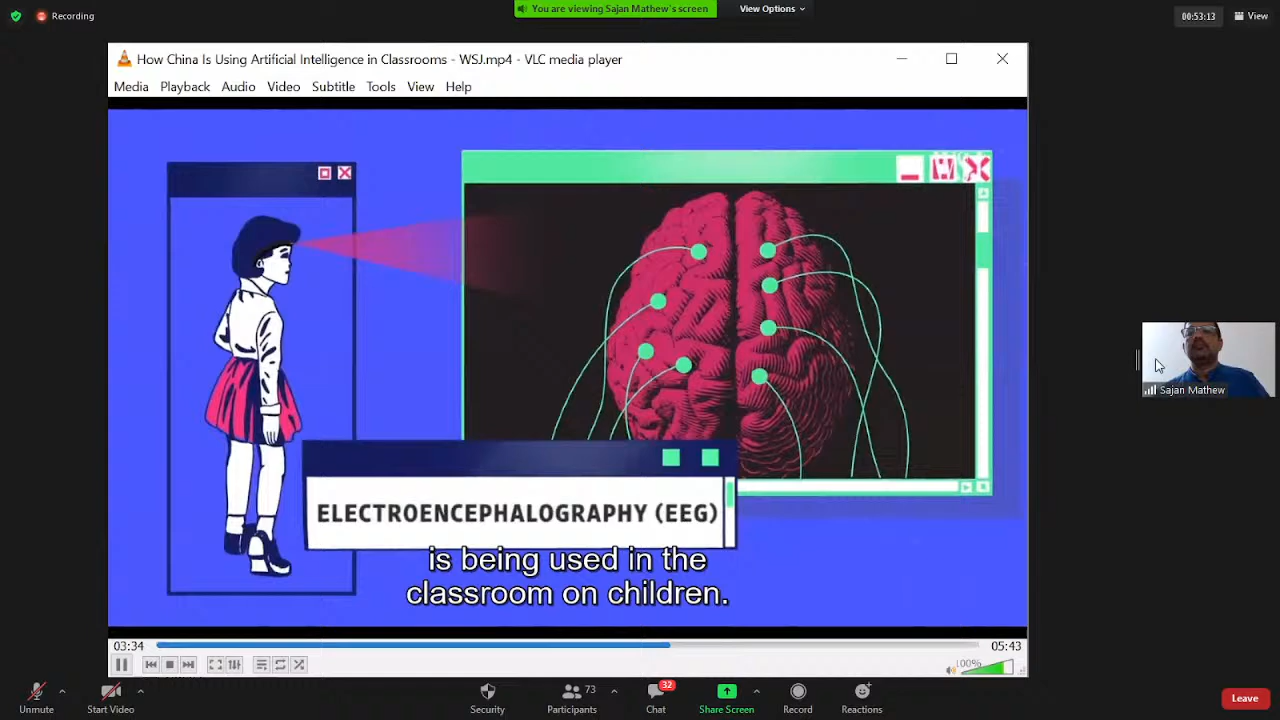 Recording
You are viewing Sajan Mathew's screen
View Options
00:53:13
View
How China Is Using Artificial Intelligence in Classrooms - WSJ.mp4 - VLC media player
Media Playback Audio Video Subtitle Tools View Help
ELECTROENCEPHALOGRAPHY (EEG)
is being used in the
classroom on children.
Sajan Mathew
03:34
05:43
100%
Unmute
Start Video
Security
73
Participants
32
Chat
Share Screen
Record
Reactions
Leave